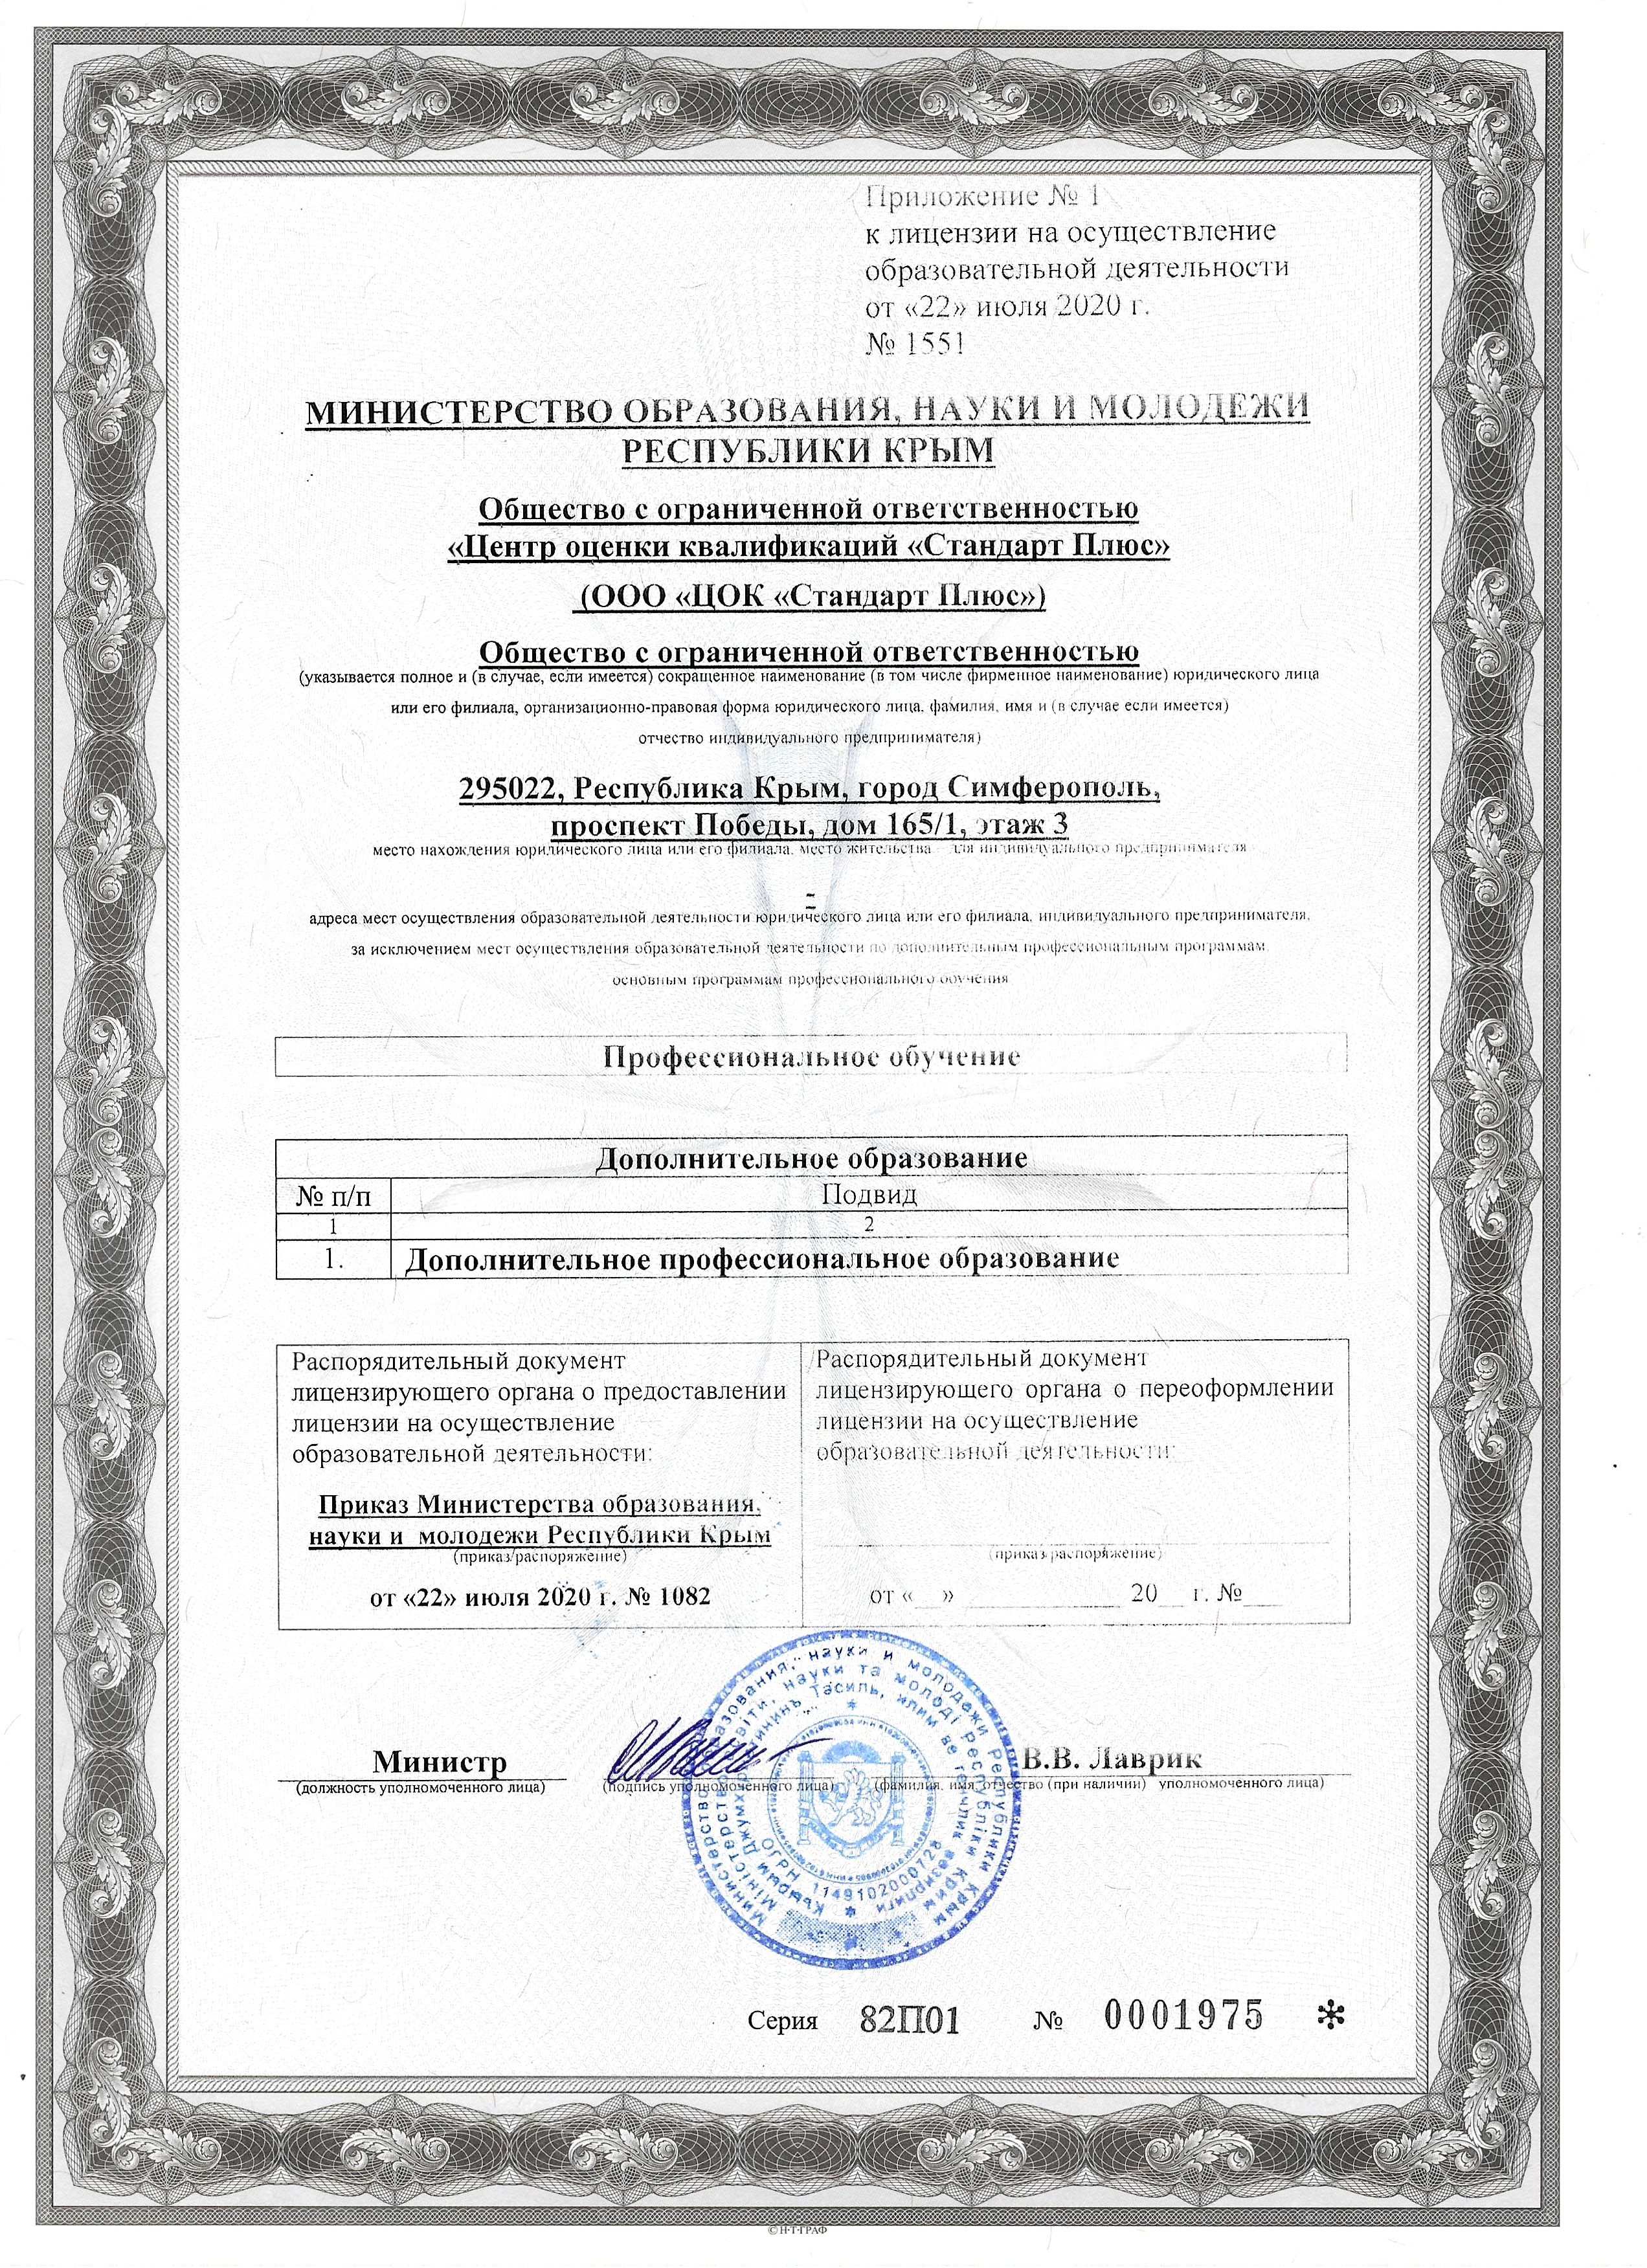 Приложение № 1
к лицензии на осуществление
образовательной деятельности
от «22» июля 2020 г.
№ 1551
МИНИСТЕРСТВО ОБРАЗОВАНИЯ, НАУКИ И МОЛОДЕЖИ
РЕСПУБЛИКИ КРЫМ
Общество с ограниченной ответственностью
«Центр оценки квалификаций «Стандарт Плюс»
(ООО «ЦОК «Стандарт Плюс»)
Общество с ограниченной ответственностью
(указывается полное и (в случае, если имеется) сокращенное наименование (в том числе фирменное наименование) юридического лица
или его филиала, организационно-правовая форма юридического лица, фамилия, имя и (в случае если имеется)
отчество индивидуального предпринимателя)
295022, Республика Крым, город Симферополь,
проспект Победы, дом 165/1, этаж 3
место нахождения юридического лица или его филиала, место жительства – для индивидуального предпринимателя
-
адреса мест осуществления образовательной деятельности юридического лица или его филиала, индивидуального предпринимателя,
за исключением мест осуществления образовательной деятельности по дополнительным профессиональным программам,
основным программам профессионального обучения
Профессиональное обучение
Дополнительное образование
№ п/п Подвид
1 2
1. Дополнительное профессиональное образование
Распорядительный документ
лицензирующего органа о предоставлении
лицензии на осуществление
образовательной деятельности:
Приказ Министерства образования,
науки и молодежи Республики Крым
(приказ/распоряжение)
от «22» июля 2020 г. № 1082
Распорядительный документ
лицензирующего органа о переоформлении
лицензии на осуществление
образовательной деятельности:
(приказ/распоряжение)
от «__» ____________ 20__ г. №___
Министр
(должность уполномоченного лица)
(подпись уполномоченного лица)
В.В. Лаврик
(фамилия, имя, отчество (при наличии) уполномоченного лица)
Министерство образования, науки и молодежи Республики Крым
Міністерство освіти, науки та молоді Республіки Крим
Къырым Джумхуриетининъ Тасиль, илим ве генчлик везирлиги
ОГРН 1149102000728
Серия 82П01 № 0001975 *
© Н·Т·ГРАФ